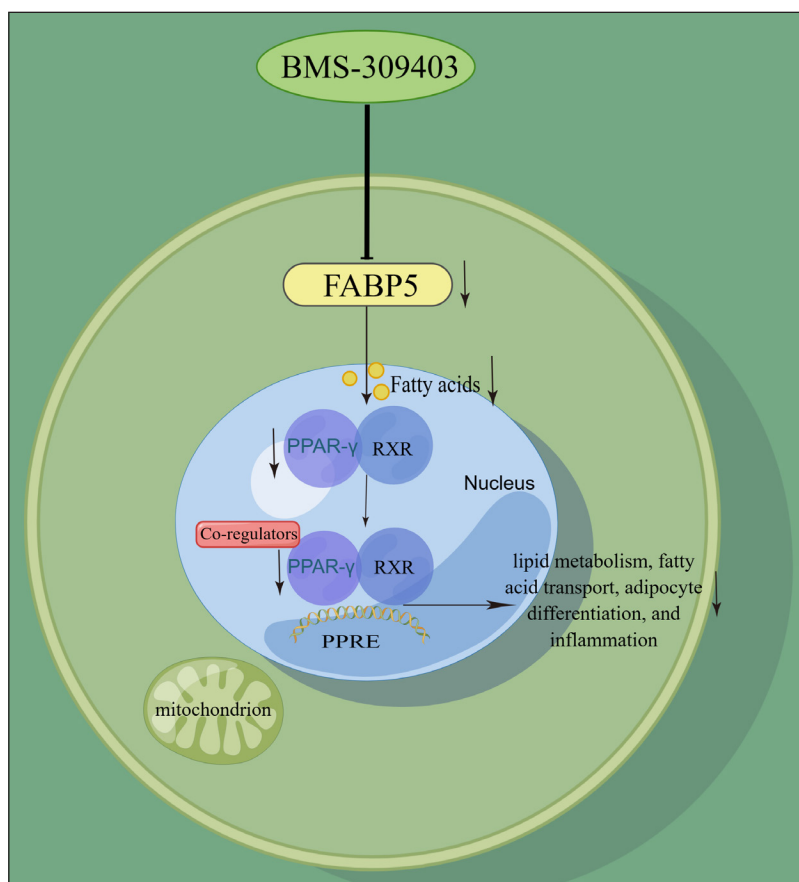 BMS-309403
FABP5
Fatty acids
PPAR-γ
RXR
Nucleus
Co-regulators
PPAR-γ
RXR
lipid metabolism, fatty
acid transport, adipocyte
differentiation, and
inflammation
PPRE
mitochondrion